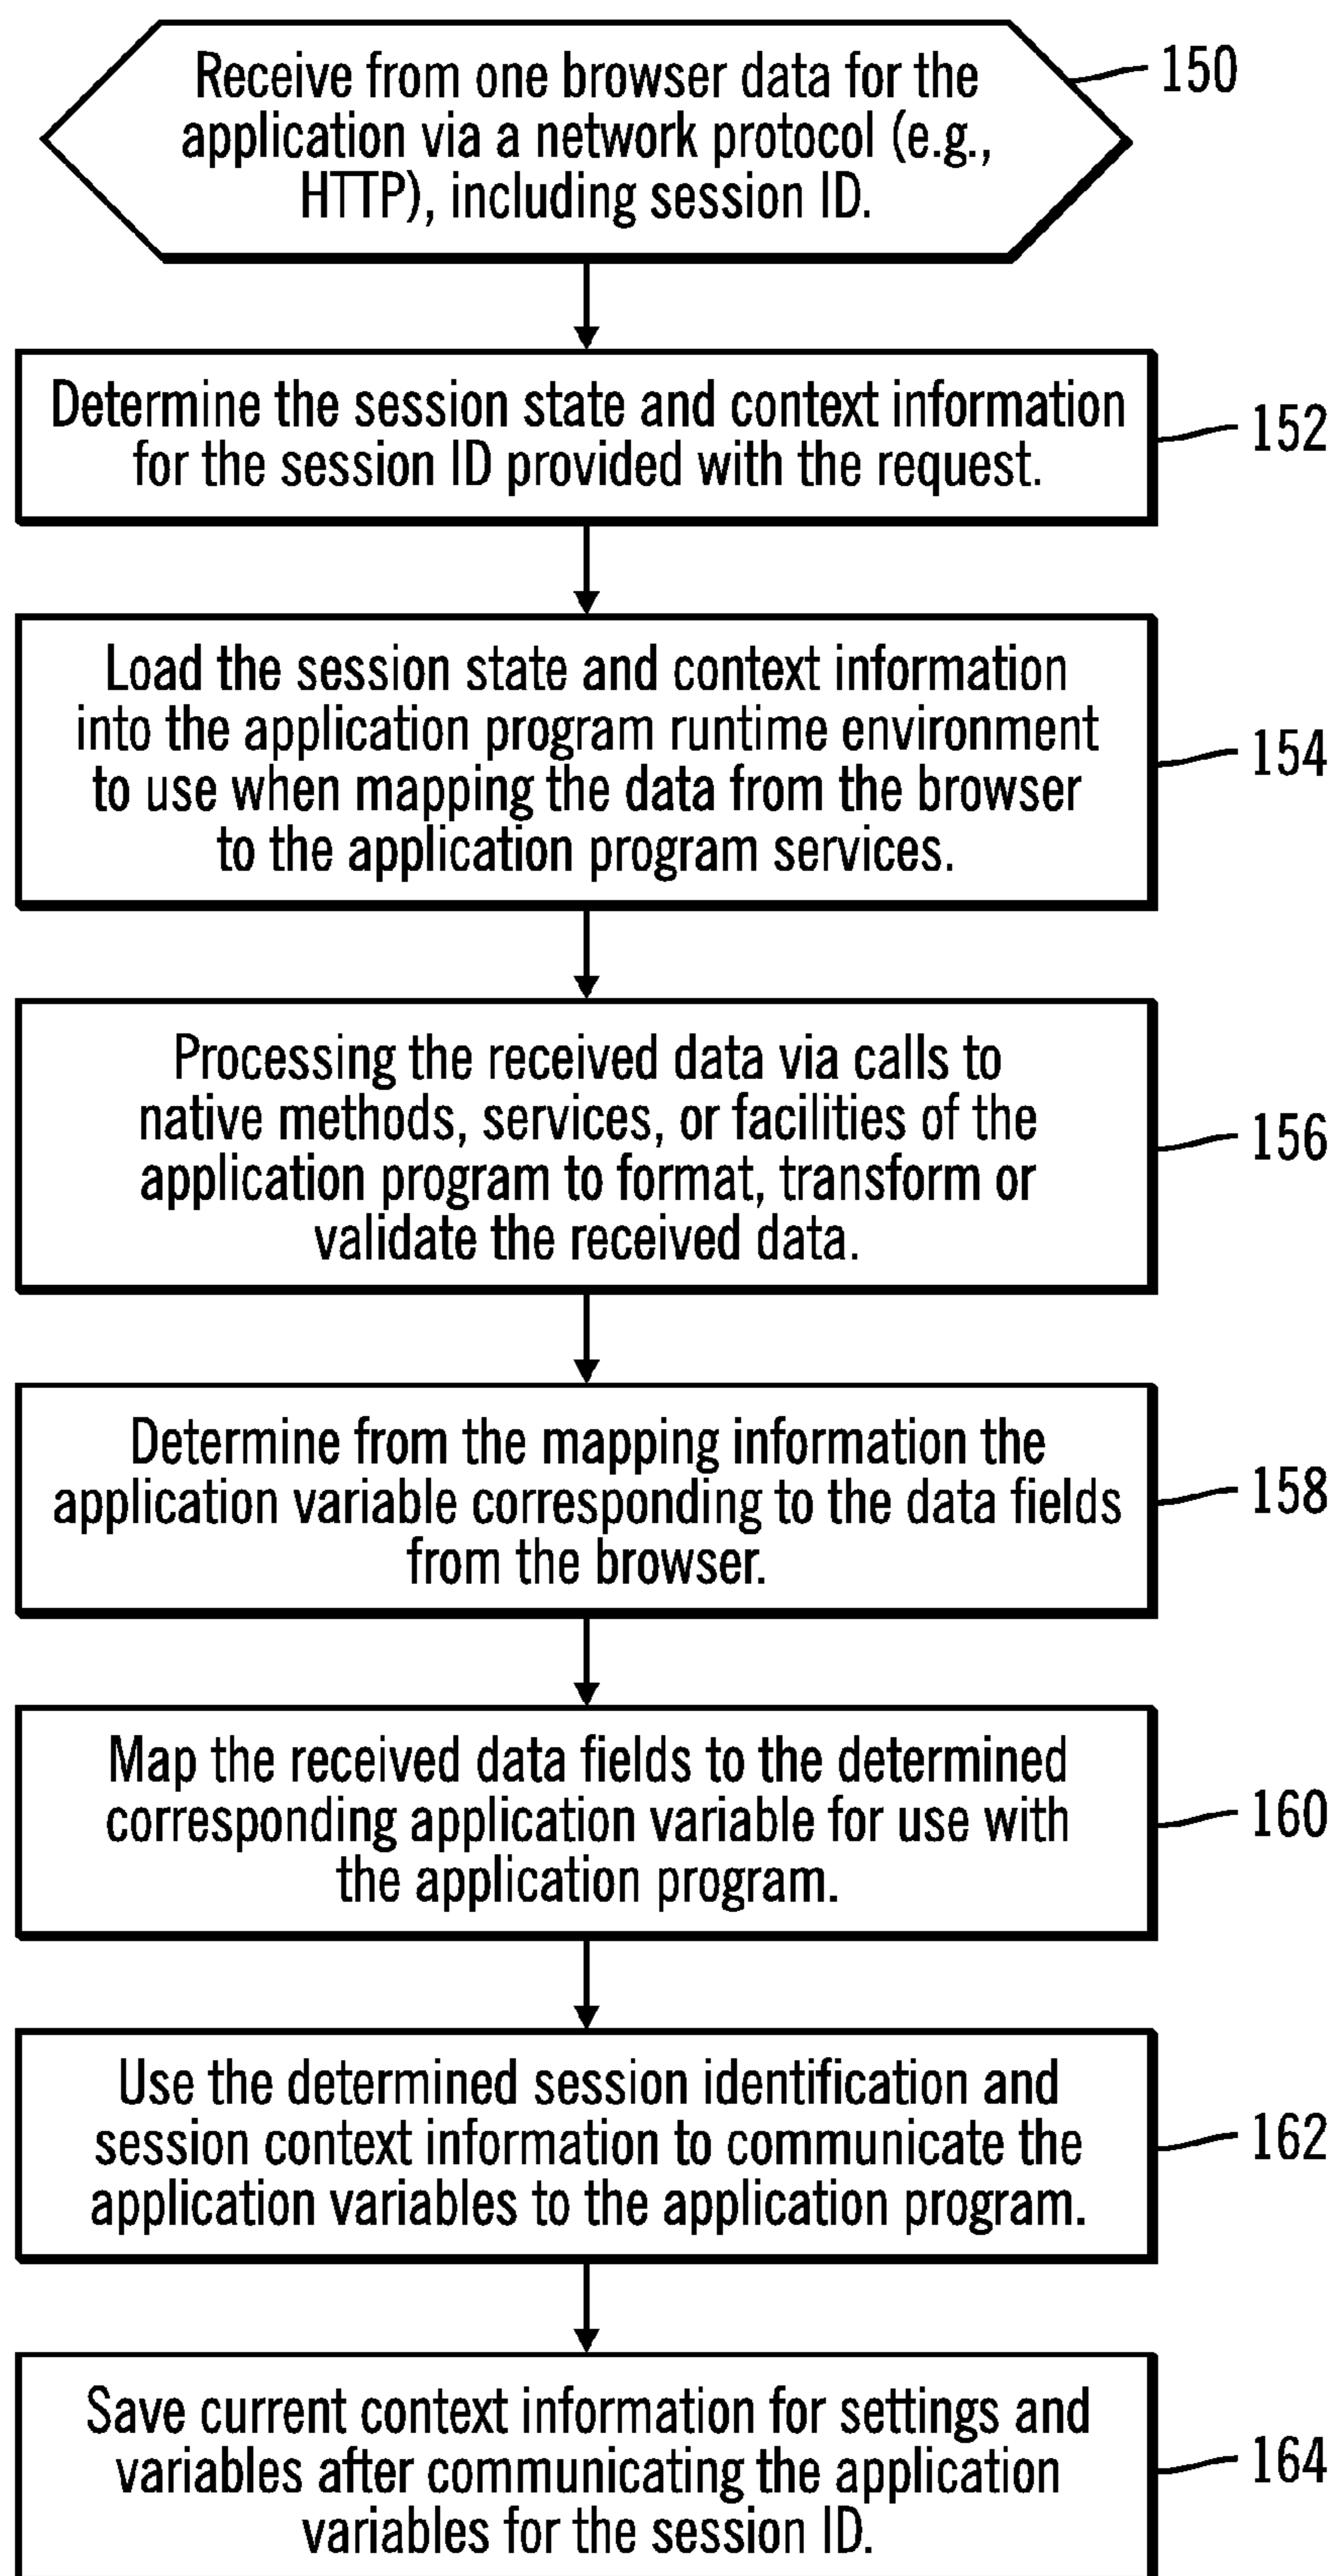 Receive from one browser data for the
application via a network protocol (e.g.,
HTTP), including session ID.
150
Determine the session state and context information
for the session ID provided with the request.
152
Load the session state and context information
into the application program runtime environment
to use when mapping the data from the browser
to the application program services.
154
Processing the received data via calls to
native methods, services, or facilities of the
application program to format, transform or
validate the received data.
156
Determine from the mapping information the
application variable corresponding to the data fields
from the browser.
158
Map the received data fields to the determined
corresponding application variable for use with
the application program.
160
Use the determined session identification and
session context information to communicate the
application variables to the application program.
162
Save current context information for settings and
variables after communicating the application
variables for the session ID.
164